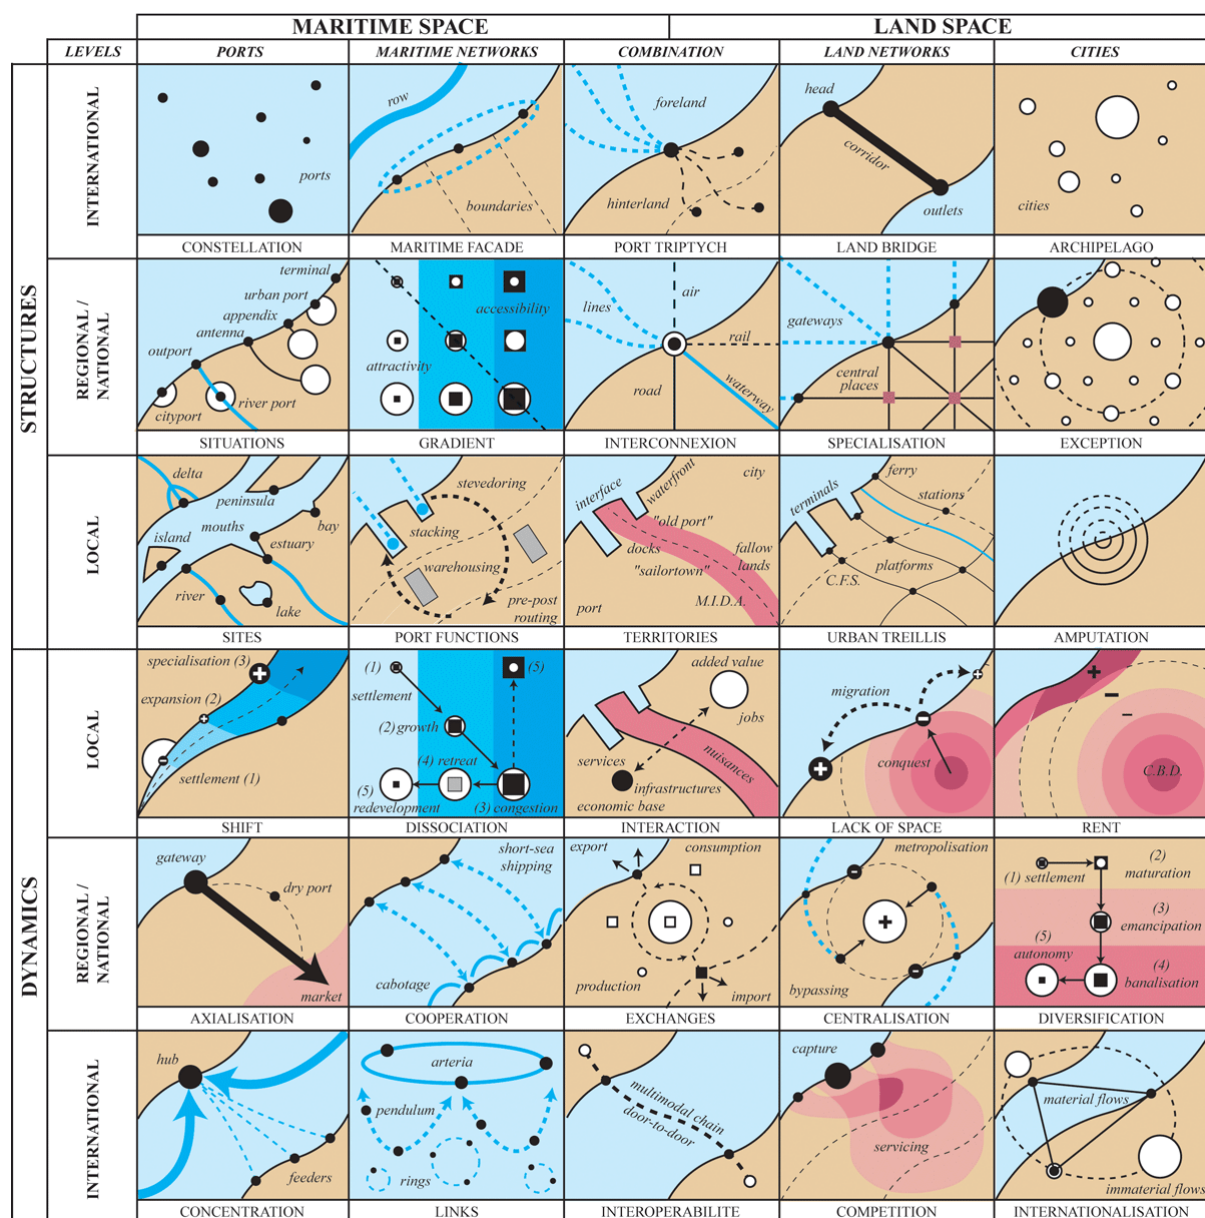 MARITIME SPACE LAND SPACE
LEVELS PORTS MARITIME NETWORKS COMBINATION LAND NETWORKS CITIES
STRUCTURES
INTERNATIONAL
ports
CONSTELLATION
row
boundaries
MARITIME FACADE
foreland
hinterland
PORT TRIPTYCH
head
corridor
outlets
LAND BRIDGE
cities
ARCHIPELAGO
REGIONAL /
NATIONAL
terminal
urban port
appendix
antenna
outport
river port
cityport
SITUATIONS
accessibility
attractivity
GRADIENT
lines
air
rail
road
waterway
INTERCONNEXION
gateways
central
places
SPECIALISATION
EXCEPTION
LOCAL
delta
peninsula
mouths
bay
island
estuary
river
lake
SITES
stevedoring
stacking
warehousing
pre-post
routing
PORT FUNCTIONS
interface
waterfront
city
"old port"
docks
fallow
lands
"sailortown"
M.I.D.A.
port
TERRITORIES
ferry
terminals
stations
platforms
C.F.S.
URBAN TREILLIS
AMPUTATION
DYNAMICS
LOCAL
specialisation (3)
expansion (2)
settlement (1)
SHIFT
(1)
(5)
settlement
(2) growth
(4) retreat
(5)
redevelopment
(3) congestion
DISSOCIATION
added value
jobs
nuisances
services
infrastructures
economic base
INTERACTION
migration
conquest
LACK OF SPACE
C.B.D.
RENT
REGIONAL /
NATIONAL
gateway
dry port
market
AXIALISATION
short-sea
shipping
cabotage
COOPERATION
export
consumption
production
import
EXCHANGES
metropolisation
bypassing
CENTRALISATION
(1) settlement
(2)
maturation
(3)
emancipation
(5)
autonomy
(4)
banalisation
DIVERSIFICATION
INTERNATIONAL
hub
feeders
CONCENTRATION
arteria
pendulum
rings
LINKS
multimodal chain
door-to-door
INTEROPERABILITE
capture
servicing
COMPETITION
material flows
immaterial flows
INTERNATIONALISATION